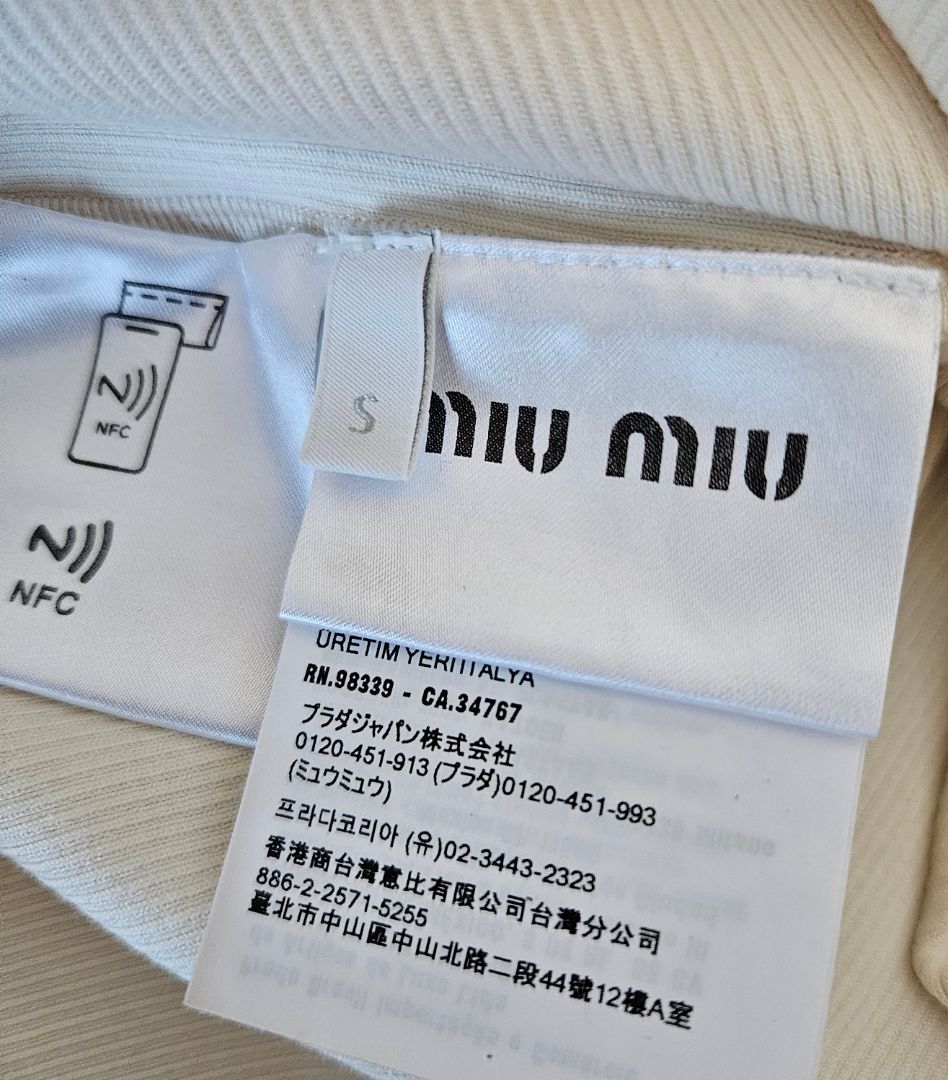 NFC
NFC
S
miu miu
ÜRETİM YERİ İTALYA
RN.98339 - CA.34767
プラダジャパン株式会社
0120-451-913 (プラダ)0120-451-993
(ミュウミュウ)
프라다코리아 (유)02-3443-2323
香港商台灣意比有限公司台灣分公司
886-2-2571-5255
臺北市中山區中山北路二段44號12樓A室